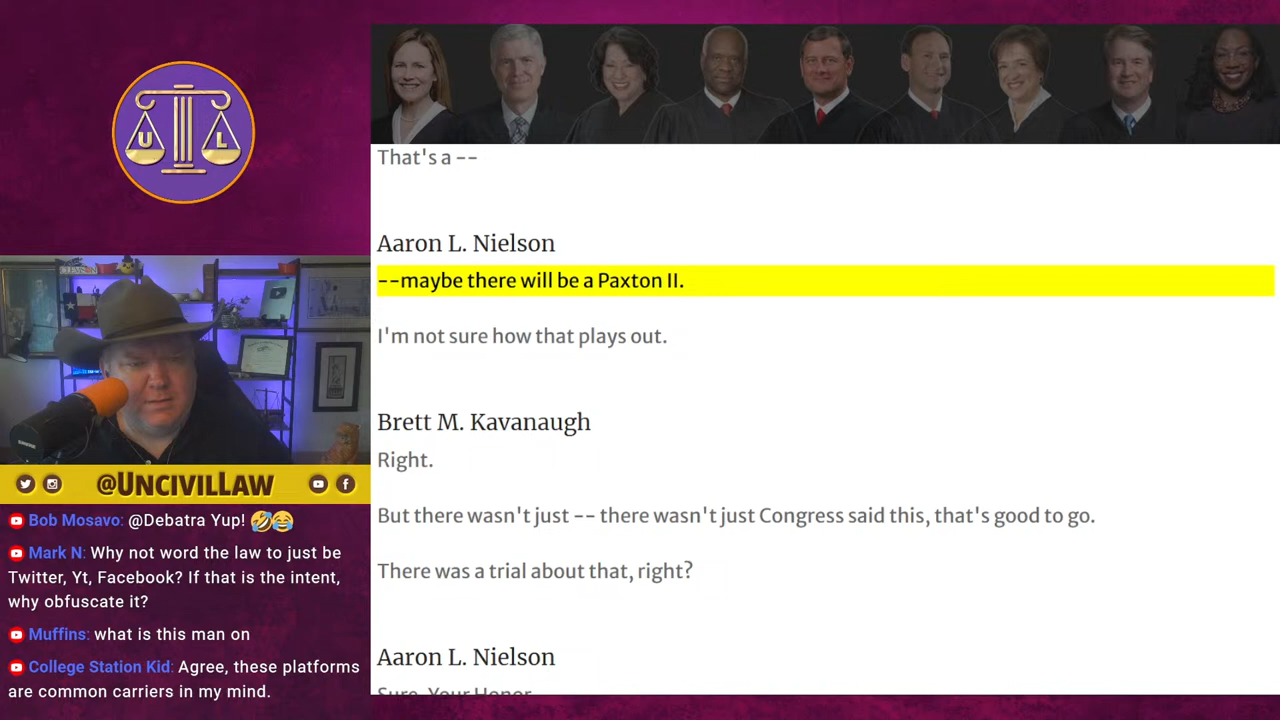 U L
That's a --
Aaron L. Nielson
--maybe there will be a Paxton II.
I'm not sure how that plays out.
Brett M. Kavanaugh
Right.
But there wasn't just -- there wasn't just Congress said this, that's good to go.
There was a trial about that, right?
Aaron L. Nielson
Sure, Your Honor
@UNCIVILLAW
Bob Mosavo: @Debatra Yup! 🤣😂
Mark N: Why not word the law to just be
Twitter, Yt, Facebook? If that is the intent,
why obfuscate it?
Muffins: what is this man on
College Station Kid: Agree, these platforms
are common carriers in my mind.